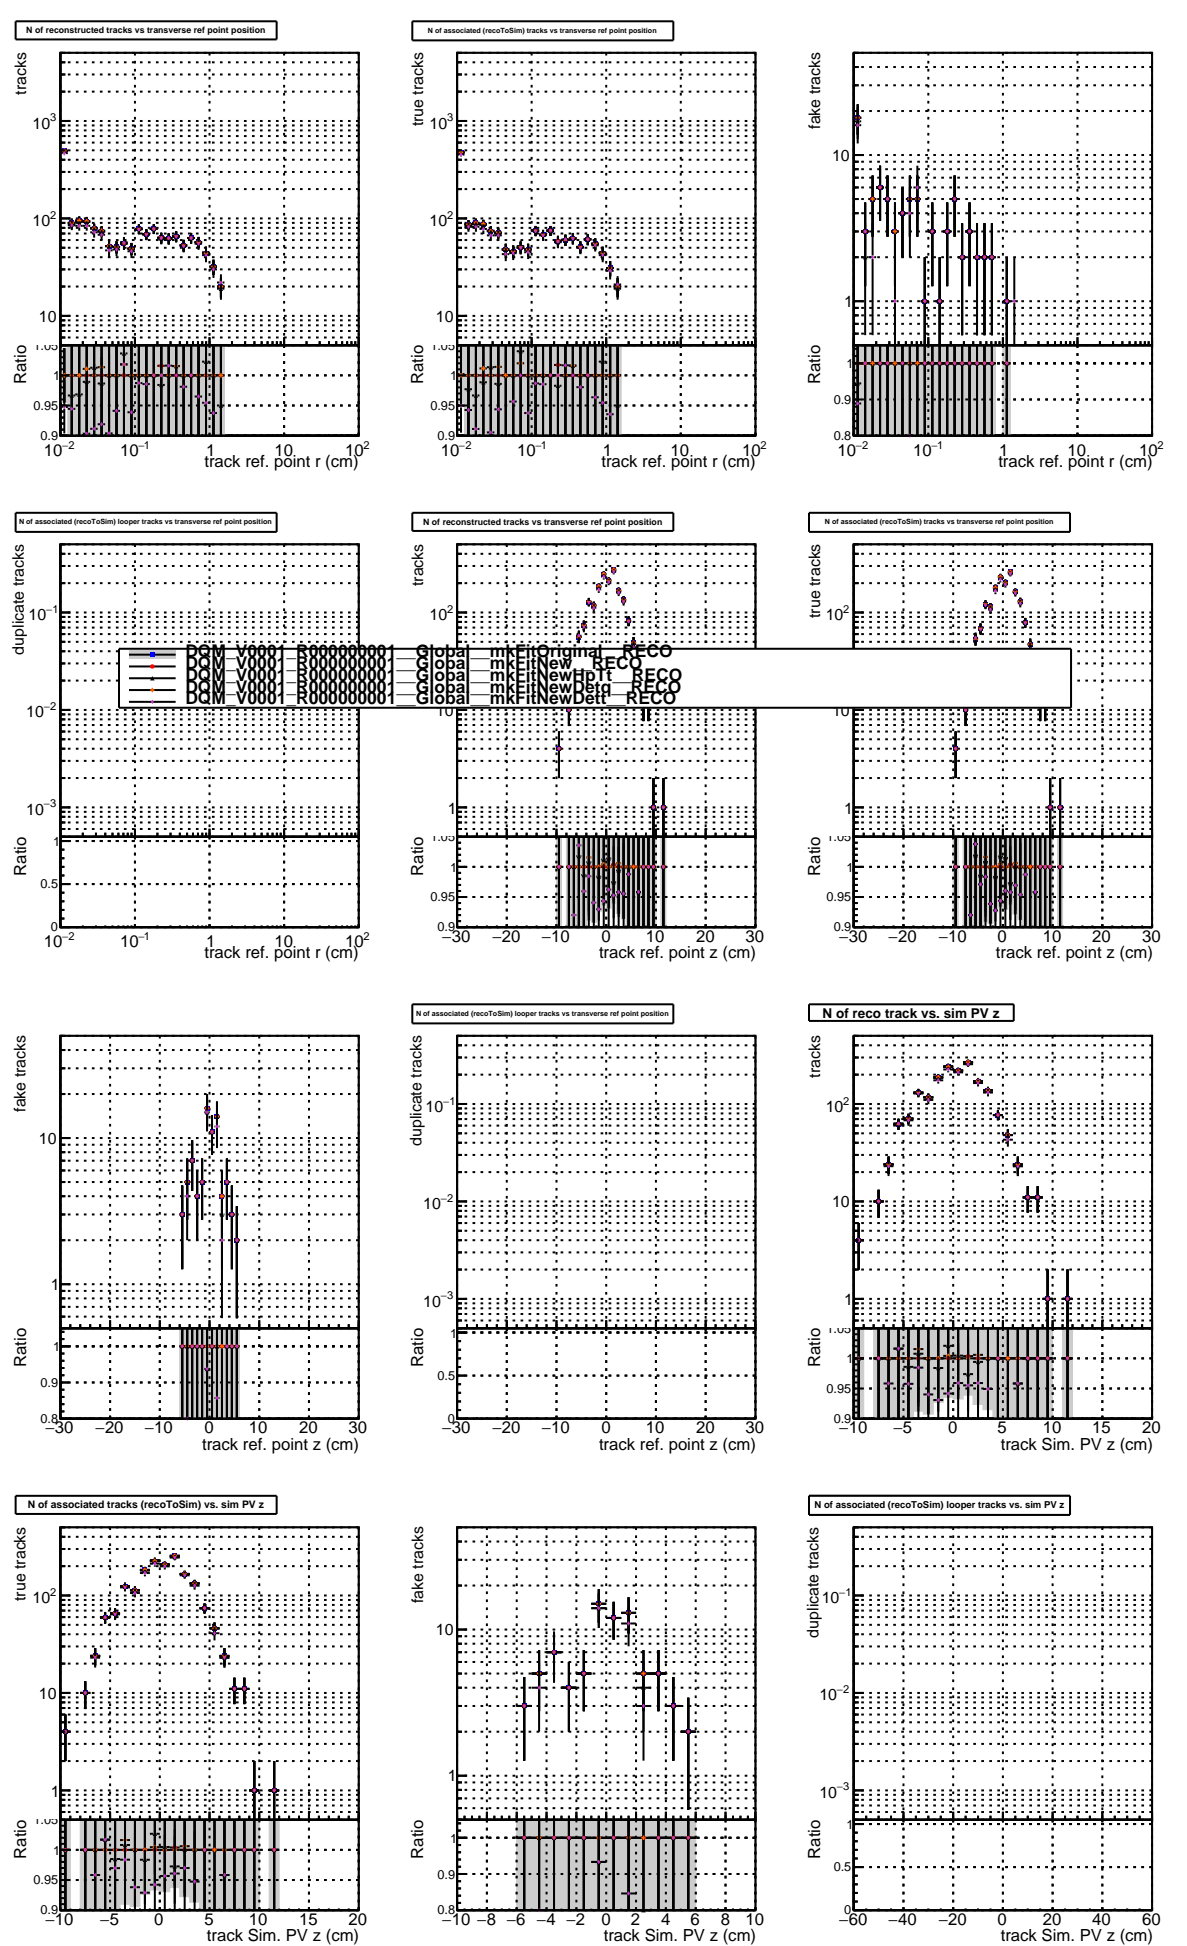 N of reconstructed tracks vs transverse ref point position
tracks
10³
10²
10
Ratio
1.05
1
0.95
0.9
10⁻² 10⁻¹ 1 10 10²
track ref. point r (cm)
N of associated (recoToSim) tracks vs transverse ref point position
true tracks
10³
10²
10
Ratio
1.05
1
0.95
0.9
10⁻² 10⁻¹ 1 10 10²
track ref. point r (cm)
fake tracks
10
1
Ratio
1
0.9
0.8
10⁻² 10⁻¹ 1 10 10²
track ref. point r (cm)
N of associated (recoToSim) looper tracks vs transverse ref point position
duplicate tracks
10⁻¹
10⁻²
10⁻³
Ratio
1
0.5
0
10⁻² 10⁻¹ 1 10 10²
track ref. point r (cm)
N of reconstructed tracks vs transverse ref point position
tracks
10²
10
1
Ratio
1.05
1
0.95
0.9
−30 −20 −10 0 10 20 30
track ref. point z (cm)
N of associated (recoToSim) tracks vs transverse ref point position
true tracks
10²
10
1
Ratio
1.05
1
0.95
0.9
−30 −20 −10 0 10 20 30
track ref. point z (cm)
DQM_V0001_R000000001__Global__mkFitOriginal__RECO
DQM_V0001_R000000001__Global__mkFitNew__RECO
DQM_V0001_R000000001__Global__mkFitNewHpTt__RECO
DQM_V0001_R000000001__Global__mkFitNewDetq__RECO
DQM_V0001_R000000001__Global__mkFitNewDett__RECO
fake tracks
10
1
Ratio
1
0.9
0.8
−30 −20 −10 0 10 20 30
track ref. point z (cm)
N of associated (recoToSim) looper tracks vs transverse ref point position
duplicate tracks
10⁻¹
10⁻²
10⁻³
Ratio
1
0.5
0
−30 −20 −10 0 10 20 30
track ref. point z (cm)
N of reco track vs. sim PV z
tracks
10²
10
1
Ratio
1.05
1
0.95
0.9
−10 −5 0 5 10 15 20
track Sim. PV z (cm)
N of associated tracks (recoToSim) vs. sim PV z
true tracks
10²
10
1
Ratio
1.05
1
0.95
0.9
−10 −5 0 5 10 15 20
track Sim. PV z (cm)
fake tracks
10
1
Ratio
1
0.9
0.8
−10 −8 −6 −4 −2 0 2 4 6 8 10
track Sim. PV z (cm)
N of associated (recoToSim) looper tracks vs. sim PV z
duplicate tracks
10⁻¹
10⁻²
10⁻³
Ratio
1
0.5
0
−60 −40 −20 0 20 40 60
track Sim. PV z (cm)